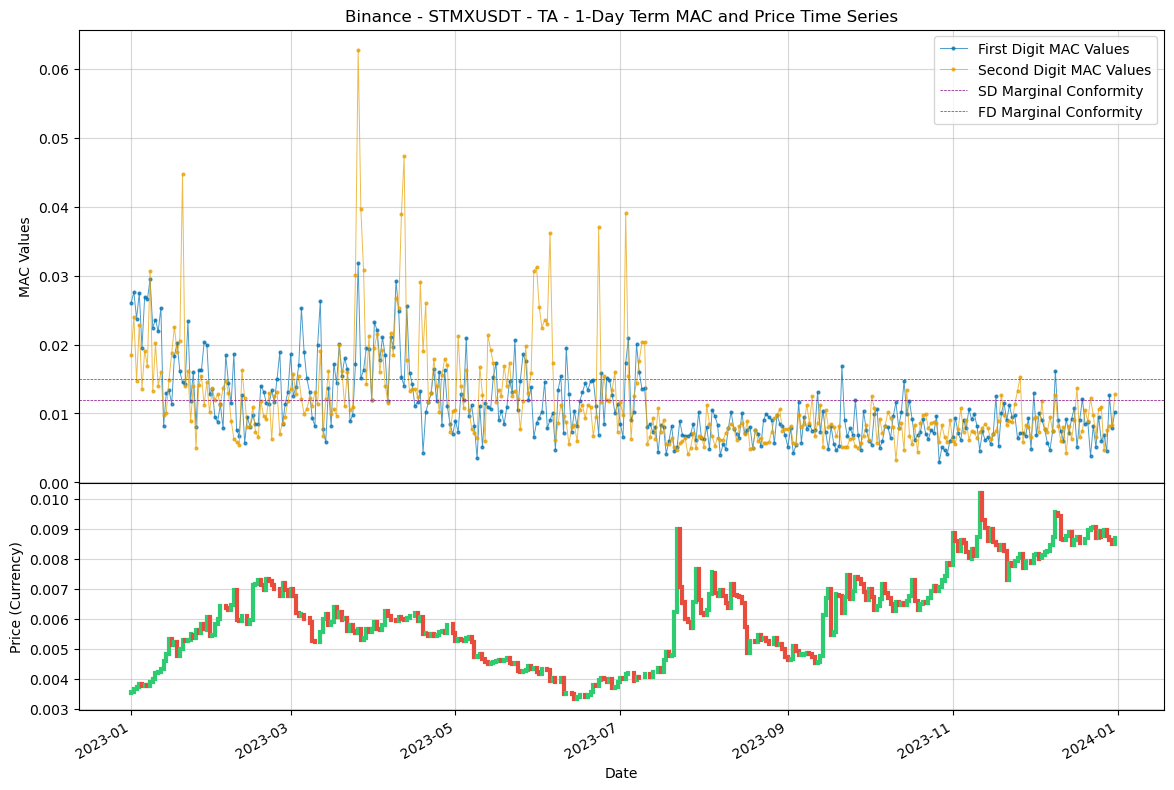 Binance - STMXUSDT - TA - 1-Day Term MAC and Price Time Series
First Digit MAC Values
Second Digit MAC Values
SD Marginal Conformity
FD Marginal Conformity
MAC Values
0.06
0.05
0.04
0.03
0.02
0.01
0.00
Price (Currency)
0.010
0.009
0.008
0.007
0.006
0.005
0.004
0.003
2023-01
2023-03
2023-05
2023-07
2023-09
2023-11
2024-01
Date